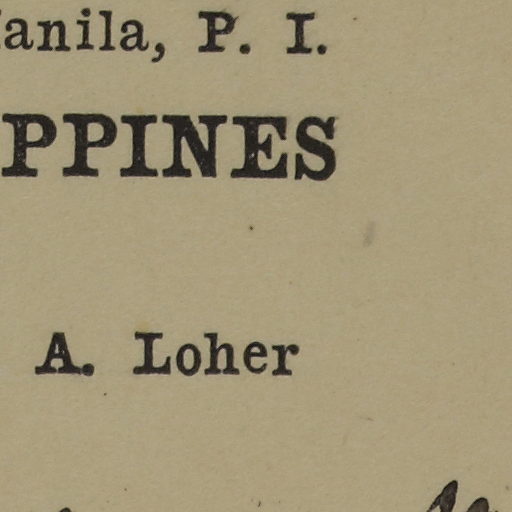 anila, P. I.
PPINES
A. Loher